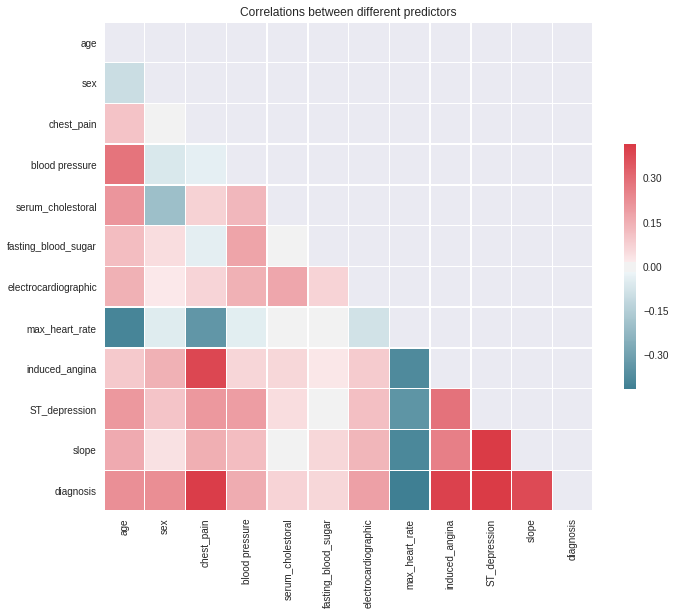 Correlations between different predictors
age
sex
chest_pain
blood pressure
serum_cholestoral
fasting_blood_sugar
electrocardiographic
max_heart_rate
induced_angina
ST_depression
slope
diagnosis
0.30
0.15
0.00
−0.15
−0.30
age
sex
chest_pain
blood pressure
serum_cholestoral
fasting_blood_sugar
electrocardiographic
max_heart_rate
induced_angina
ST_depression
slope
diagnosis